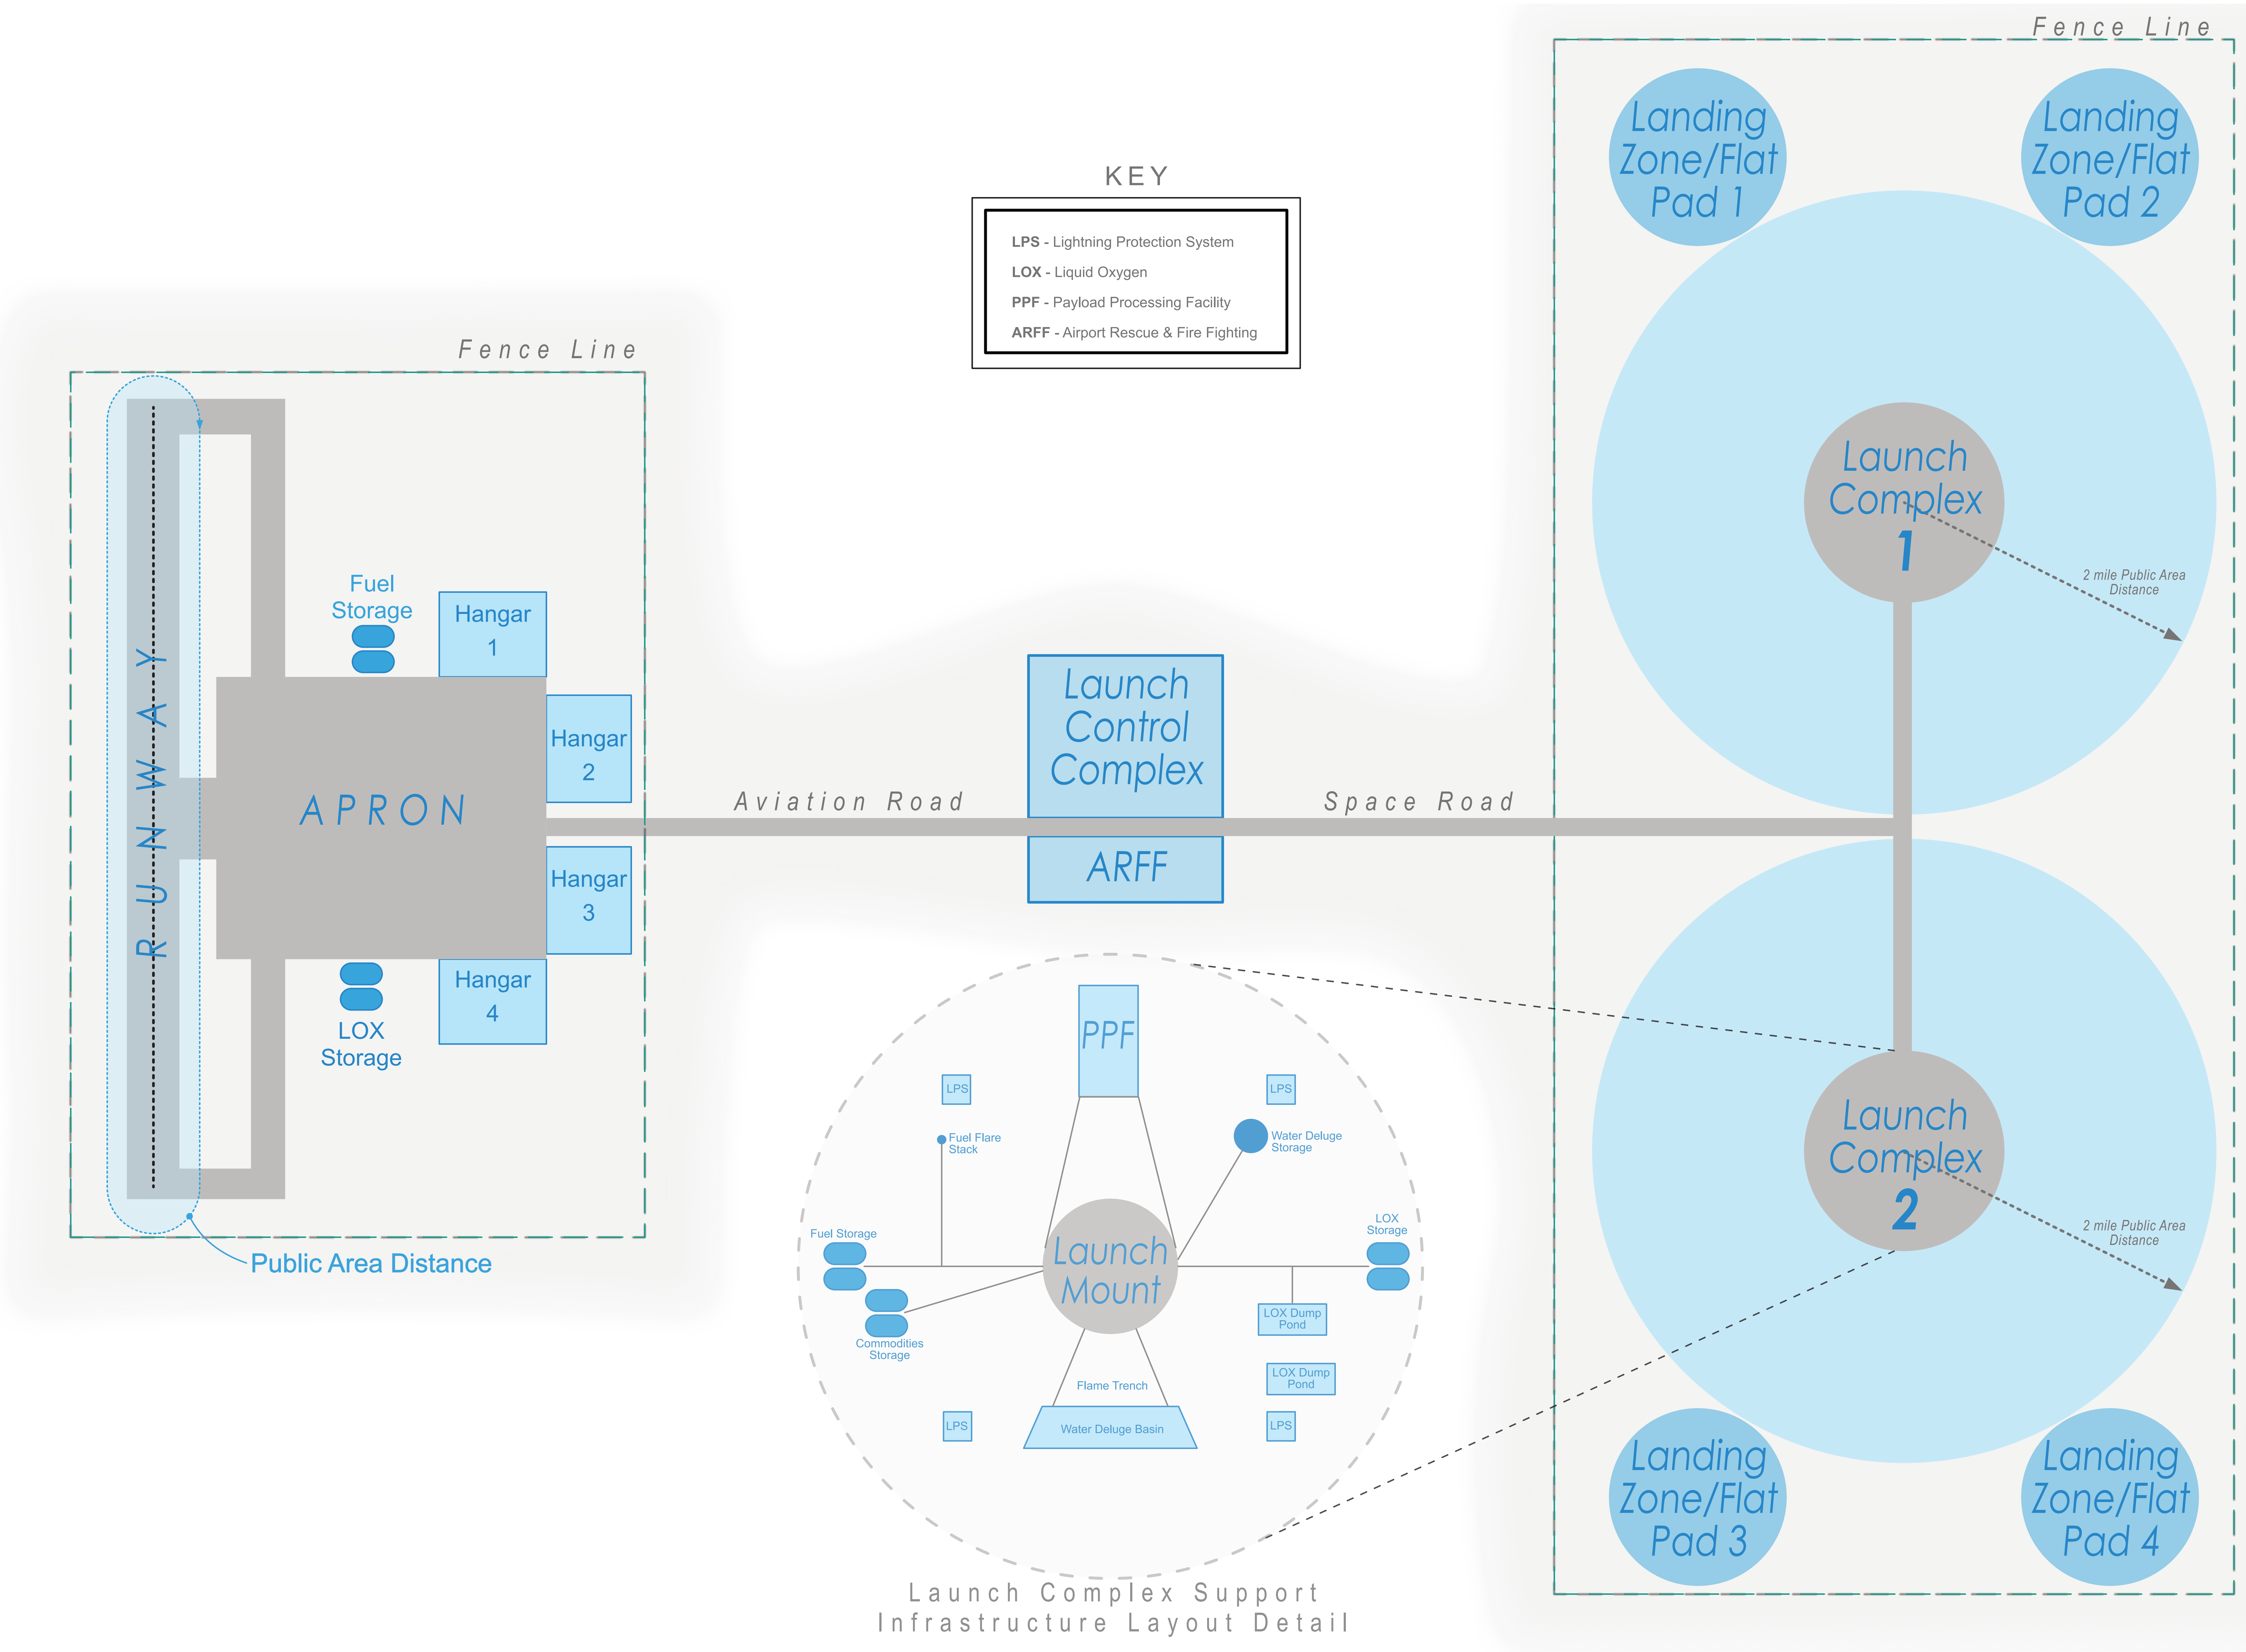 Fence Line
Landing
Zone/Flat
Pad 1
Landing
Zone/Flat
Pad 2
KEY
LPS - Lightning Protection System
LOX - Liquid Oxygen
PPF - Payload Processing Facility
ARFF - Airport Rescue & Fire Fighting
Fence Line
Launch
Complex
1
2 mile Public Area
Distance
Fuel
Storage
Hangar
1
Hangar
2
RUNWAY
APRON
Hangar
3
Hangar
4
LOX
Storage
Public Area Distance
Aviation Road
Launch
Control
Complex
ARFF
Space Road
PPF
LPS
LPS
Fuel Flare
Stack
Water Deluge
Storage
Fuel Storage
LOX
Storage
Launch
Mount
Commodities
Storage
LOX Dump
Pond
LOX Dump
Pond
Flame Trench
LPS
Water Deluge Basin
LPS
Launch Complex Support
Infrastructure Layout Detail
Launch
Complex
2
2 mile Public Area
Distance
Landing
Zone/Flat
Pad 3
Landing
Zone/Flat
Pad 4